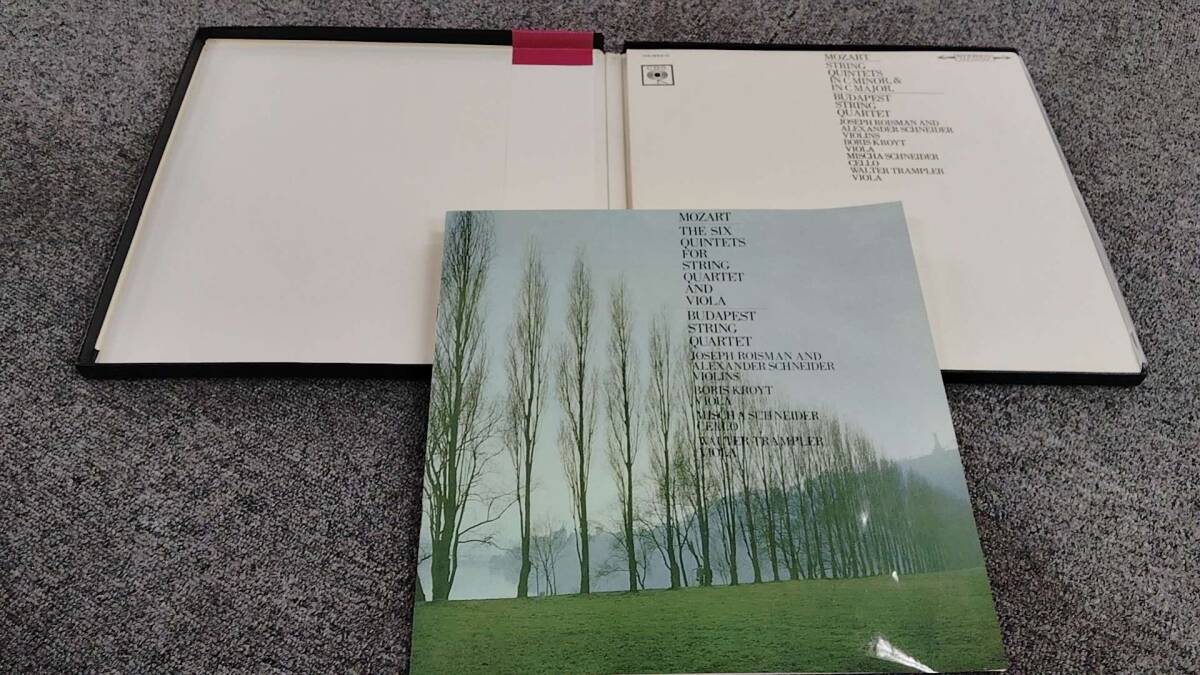 MOZART
STRING
QUINTETS
IN C MINOR, &
IN C MAJOR,
BUDAPEST
STRING
QUARTET
JOSEPH ROISMAN AND
ALEXANDER SCHNEIDER
VIOLINS
BORIS KROYT
VIOLA
MISCHA SCHNEIDER
CELLO
WALTER TRAMPLER
VIOLA
MOZART
THE SIX
QUINTETS
FOR
STRING
QUARTET
AND
VIOLA
BUDAPEST
STRING
QUARTET
JOSEPH ROISMAN AND
ALEXANDER SCHNEIDER
VIOLINS
BORIS KROYT
VIOLA
MISCHA SCHNEIDER
CELLO
WALTER TRAMPLER
VIOLA